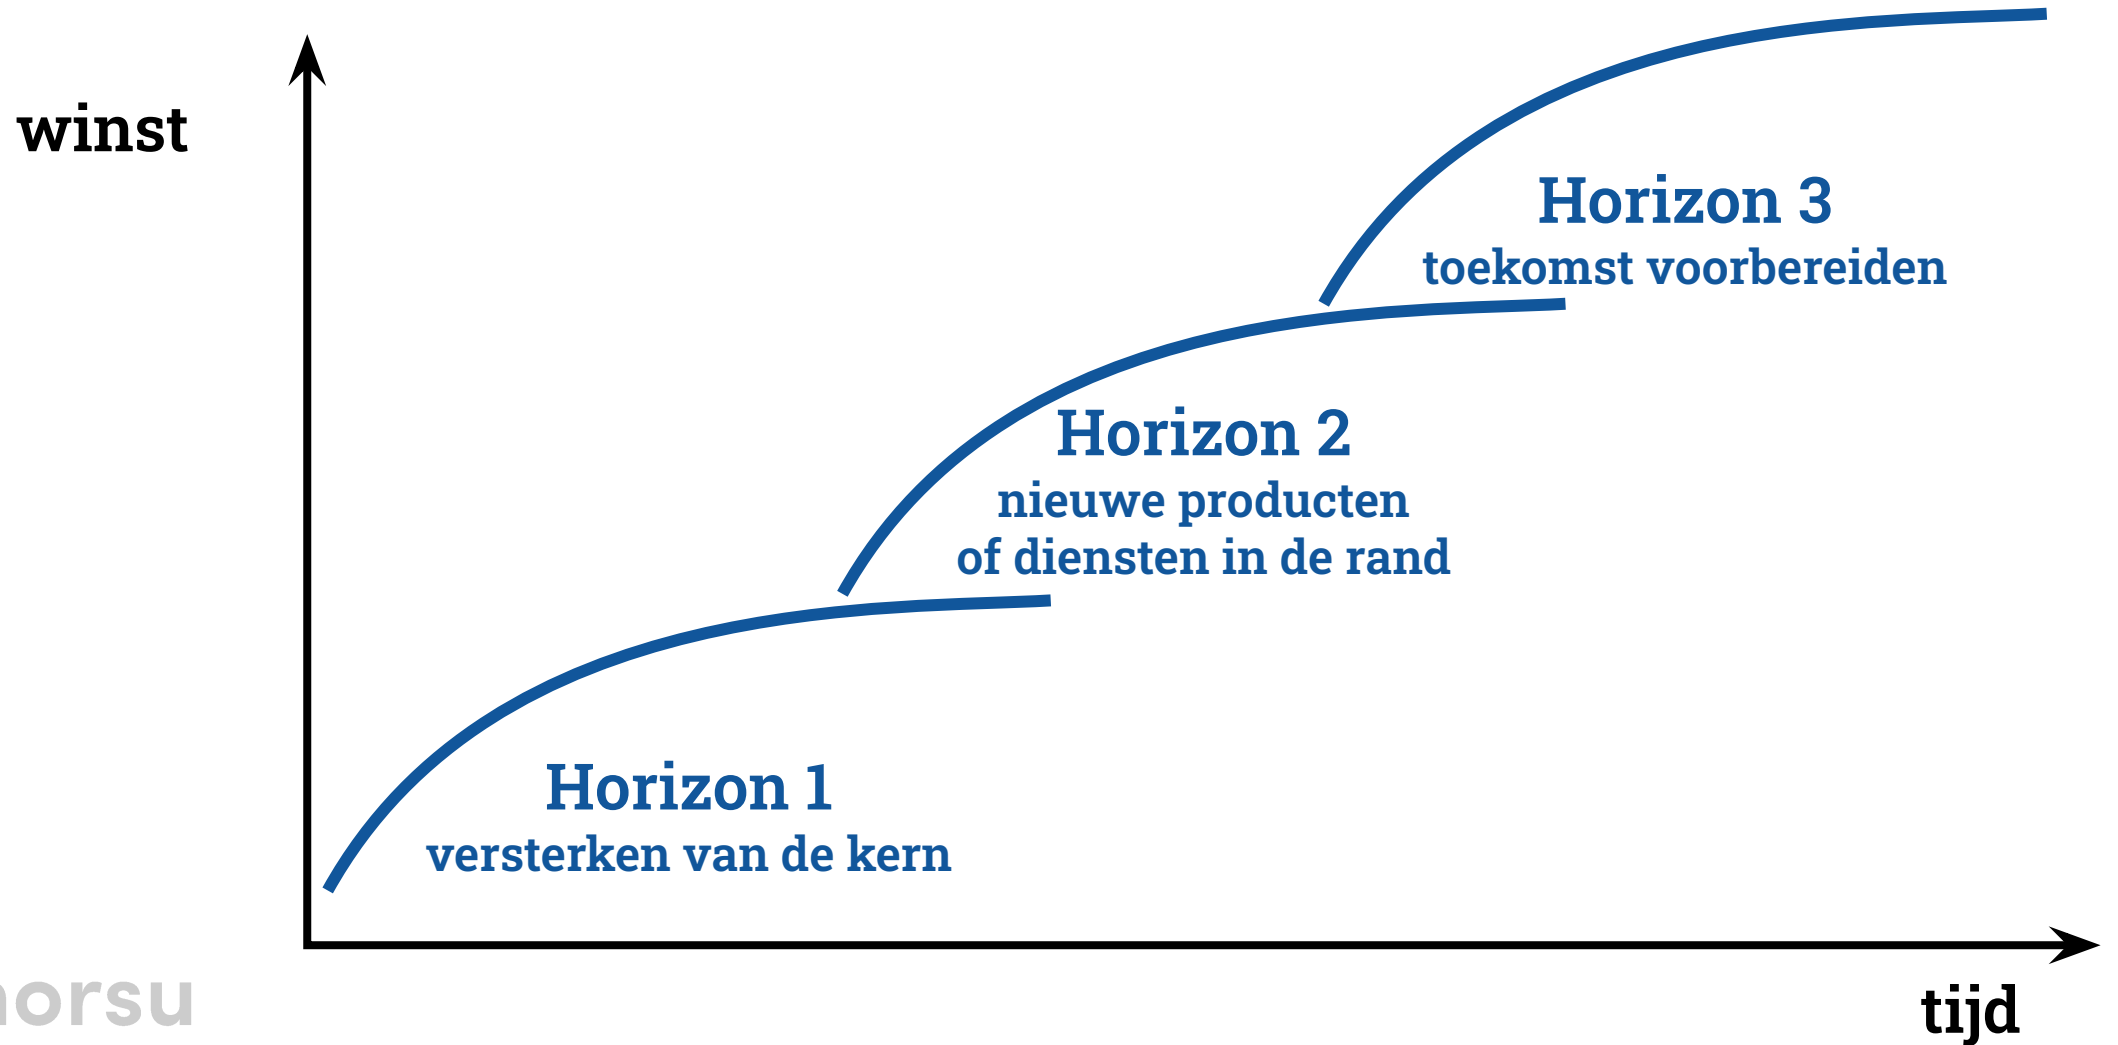 winst
Horizon 3
toekomst voorbereiden
Horizon 2
nieuwe producten
of diensten in de rand
Horizon 1
versterken van de kern
tijd